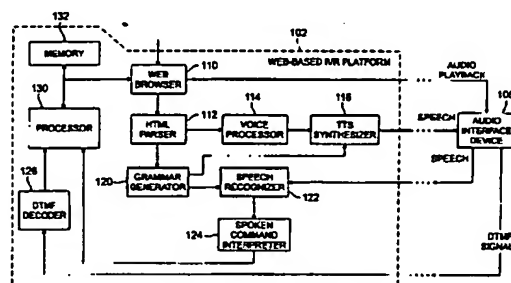 132
102
MEMORY
WEB-BASED IVR PLATFORM
130
WEB
BROWSER
110
AUDIO
PLAYBACK
PROCESSOR
112
114
116
106
HTML
PARSER
VOICE
PROCESSOR
TTS
SYNTHESIZER
SPEECH
AUDIO INTERFACE
DEVICE
126
120
GRAMMAR
GENERATOR
SPEECH
RECOGNIZER
SPEECH
122
DTMF
DECODER
124
SPOKEN
COMMAND
INTERPRETER
DTMF
SIGNAL